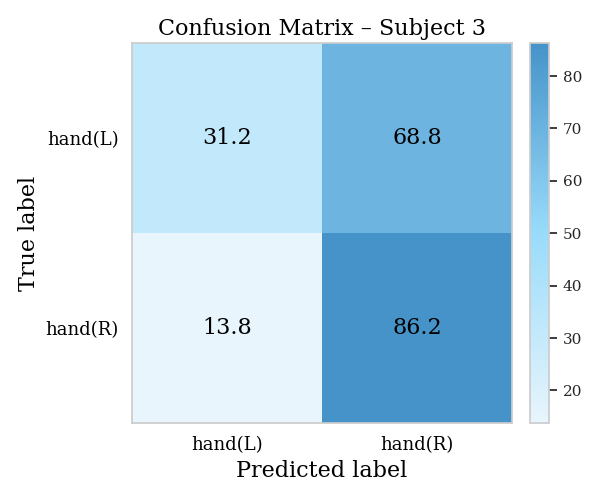 Confusion Matrix – Subject 3
True label
hand(L)
31.2
68.8
hand(R)
13.8
86.2
hand(L)
hand(R)
Predicted label
80
70
60
50
40
30
20